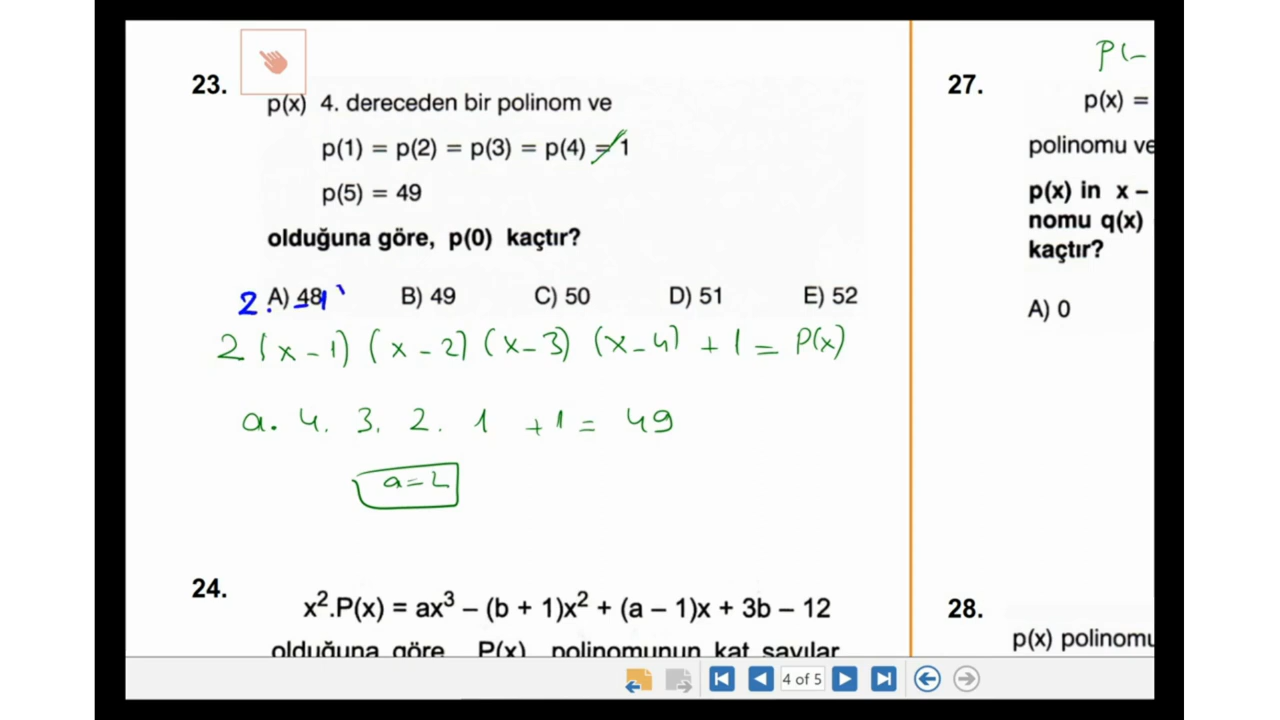 23.
p(x) 4. dereceden bir polinom ve
p(1) = p(2) = p(3) = p(4) = 1
p(5) = 49
olduğuna göre, p(0) kaçtır?
A) 48 B) 49 C) 50 D) 51 E) 52
2. -1
2(x-1) (x-2) (x-3) (x-4) + 1 = P(x)
a. 4. 3. 2. 1 +1 = 49
a=2
24.
x².P(x) = ax³ – (b + 1)x² + (a – 1)x + 3b – 12
olduğuna göre P(x) polinomunun kat sayılar
P(-
27.
p(x) =
polinomu ve
p(x) in x –
nomu q(x)
kaçtır?
A) 0
28.
p(x) polinomu
4 of 5